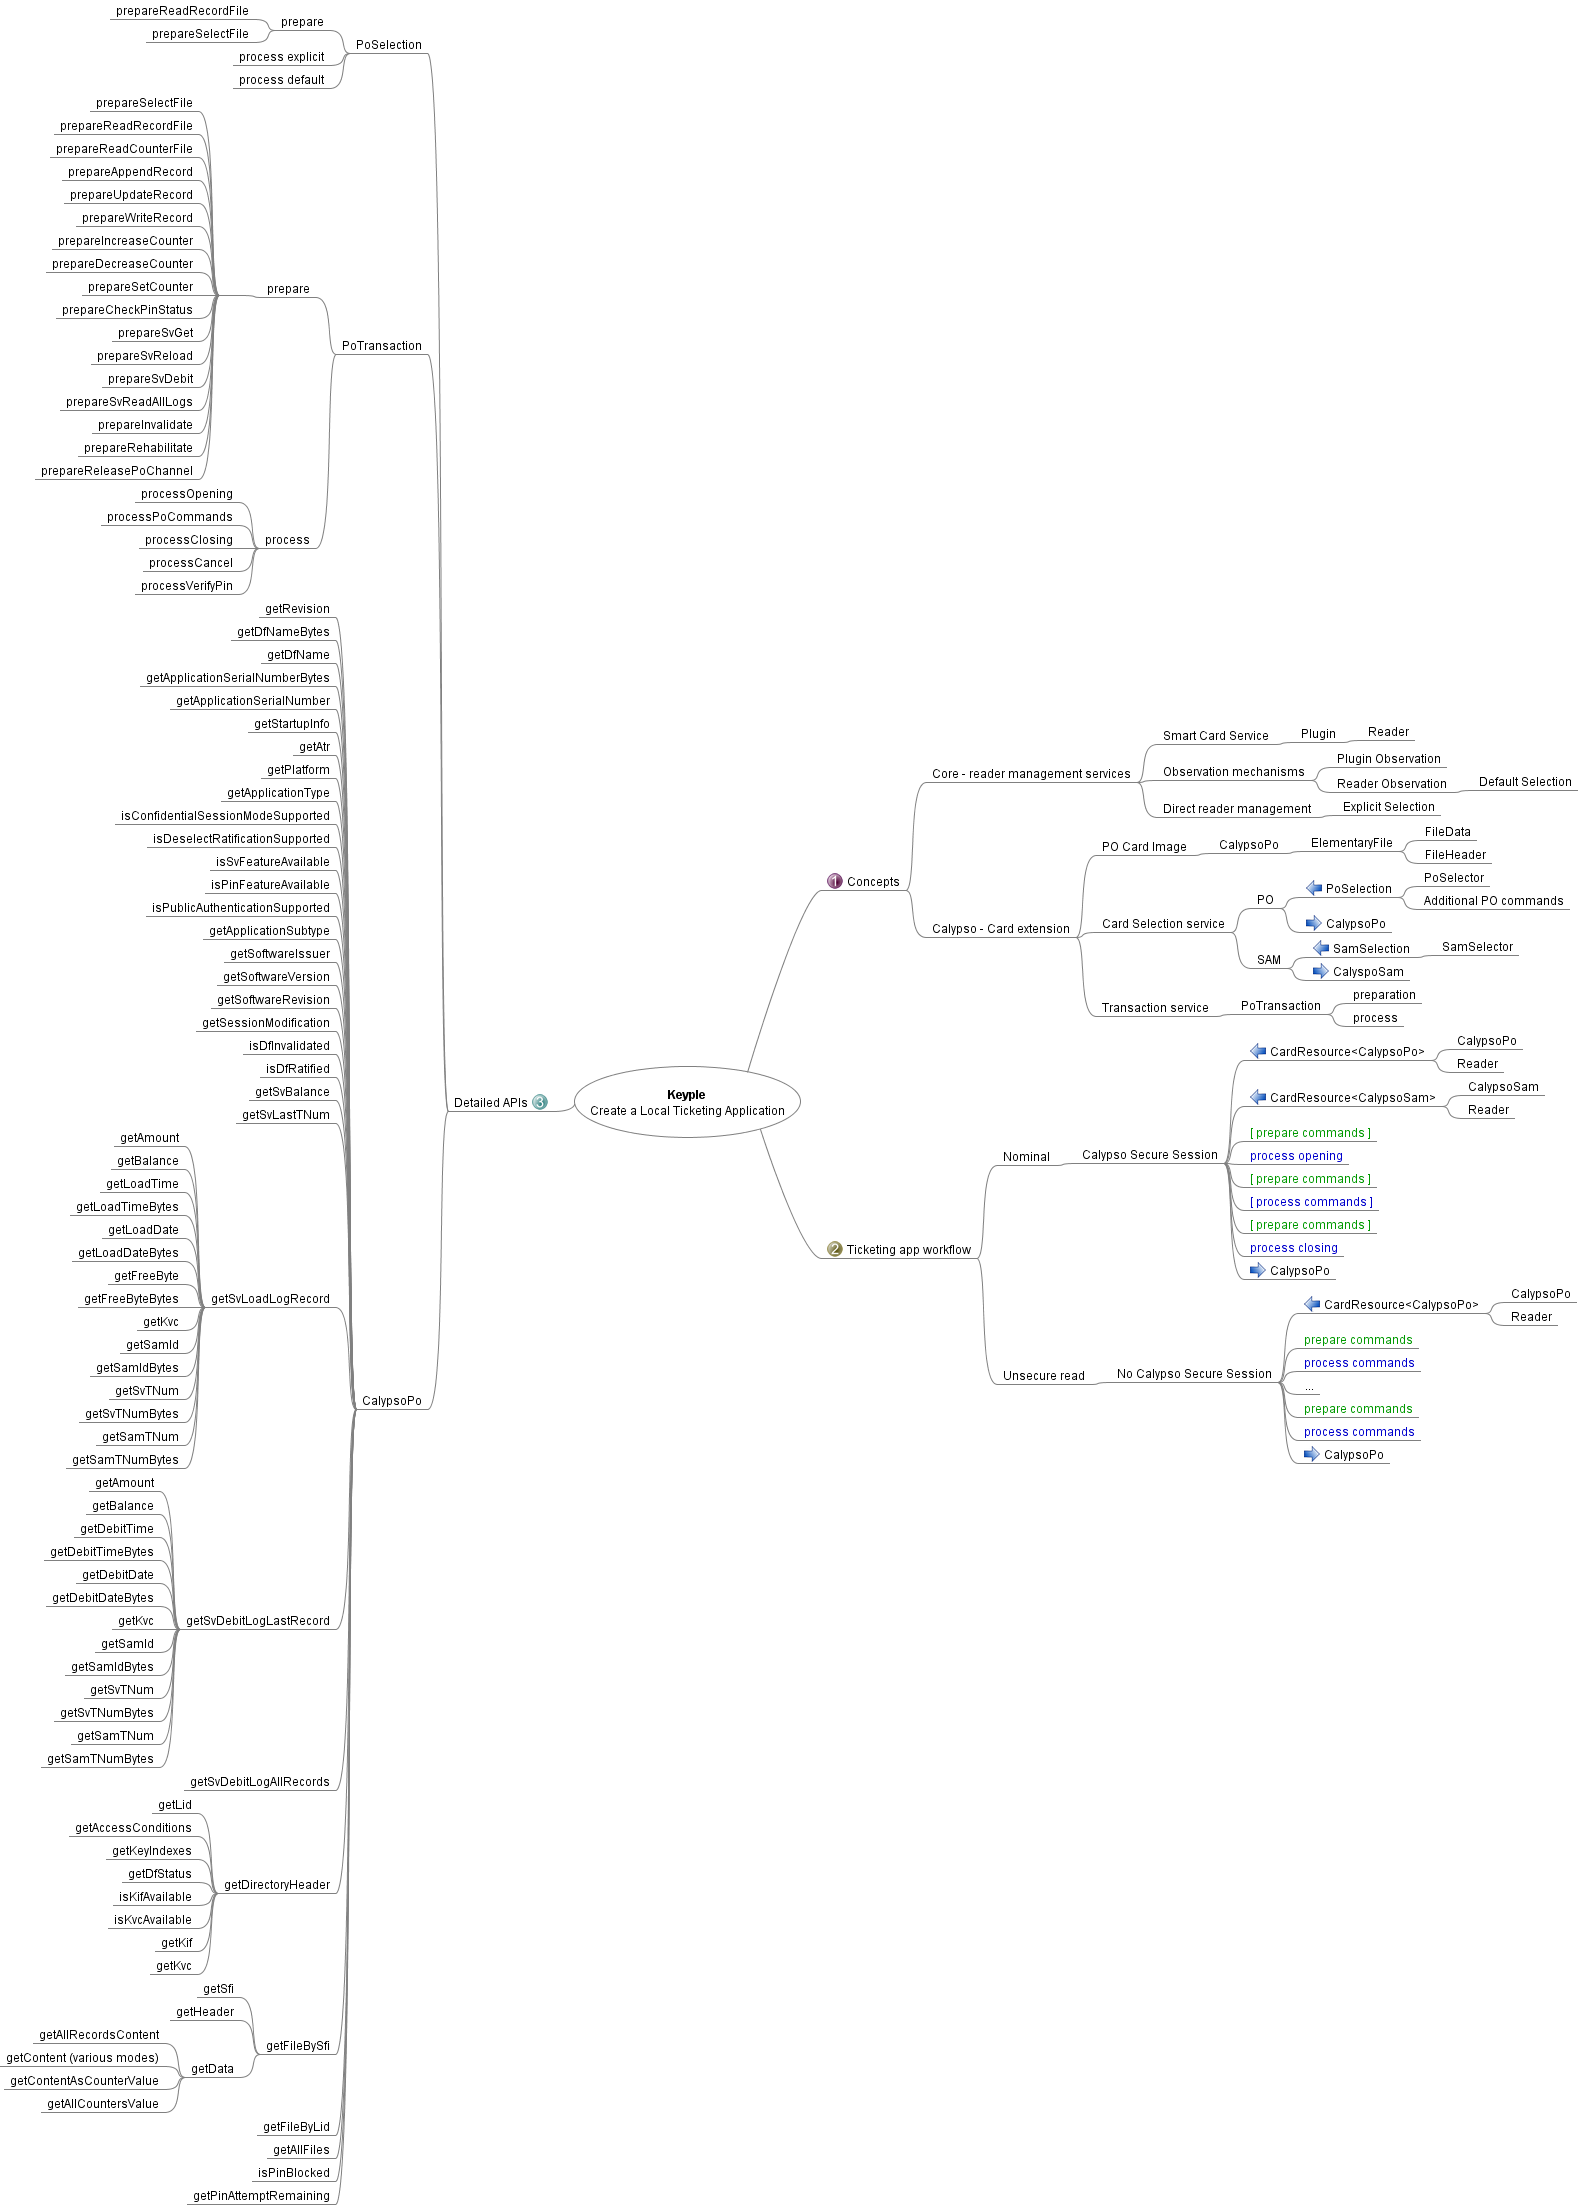 prepareReadRecordFile
prepareSelectFile
prepare
process explicit
process default
PoSelection
prepareSelectFile
prepareReadRecordFile
prepareReadCounterFile
prepareAppendRecord
prepareUpdateRecord
prepareWriteRecord
prepareIncreaseCounter
prepareDecreaseCounter
prepareSetCounter
prepareCheckPinStatus
prepareSvGet
prepareSvReload
prepareSvDebit
prepareSvReadAllLogs
prepareInvalidate
prepareRehabilitate
prepareReleasePoChannel
prepare
processOpening
processPoCommands
processClosing
processCancel
processVerifyPin
process
PoTransaction
getRevision
getDfNameBytes
getDfName
getApplicationSerialNumberBytes
getApplicationSerialNumber
getStartupInfo
getAtr
getPlatform
getApplicationType
isConfidentialSessionModeSupported
isDeselectRatificationSupported
isSvFeatureAvailable
isPinFeatureAvailable
isPublicAuthenticationSupported
getApplicationSubtype
getSoftwareIssuer
getSoftwareVersion
getSoftwareRevision
getSessionModification
isDfInvalidated
isDfRatified
getSvBalance
getSvLastTNum
getAmount
getBalance
getLoadTime
getLoadTimeBytes
getLoadDate
getLoadDateBytes
getFreeByte
getFreeByteBytes
getKvc
getSamId
getSamIdBytes
getSvTNum
getSvTNumBytes
getSamTNum
getSamTNumBytes
getSvLoadLogRecord
getAmount
getBalance
getDebitTime
getDebitTimeBytes
getDebitDate
getDebitDateBytes
getKvc
getSamId
getSamIdBytes
getSvTNum
getSvTNumBytes
getSamTNum
getSamTNumBytes
getSvDebitLogLastRecord
getSvDebitLogAllRecords
getLid
getAccessConditions
getKeyIndexes
getDfStatus
isKifAvailable
isKvcAvailable
getKif
getKvc
getDirectoryHeader
getSfi
getHeader
getAllRecordsContent
getContent (various modes)
getContentAsCounterValue
getAllCountersValue
getData
getFileBySfi
getFileByLid
getAllFiles
isPinBlocked
getPinAttemptRemaining
CalypsoPo
Detailed APIs 3
Keyple
Create a Local Ticketing Application
1 Concepts
Core - reader management services
Smart Card Service
Plugin
Reader
Observation mechanisms
Plugin Observation
Reader Observation
Default Selection
Direct reader management
Explicit Selection
Calypso - Card extension
PO Card Image
CalypsoPo
ElementaryFile
FileData
FileHeader
Card Selection service
PO
PoSelection
PoSelector
Additional PO commands
CalypsoPo
SAM
SamSelection
SamSelector
CalyspoSam
Transaction service
PoTransaction
preparation
process
2 Ticketing app workflow
Nominal
Calypso Secure Session
CardResource<CalypsoPo>
CalypsoPo
Reader
CardResource<CalypsoSam>
CalypsoSam
Reader
[ prepare commands ]
process opening
[ prepare commands ]
[ process commands ]
[ prepare commands ]
process closing
CalypsoPo
Unsecure read
No Calypso Secure Session
CardResource<CalypsoPo>
CalypsoPo
Reader
prepare commands
process commands
...
prepare commands
process commands
CalypsoPo